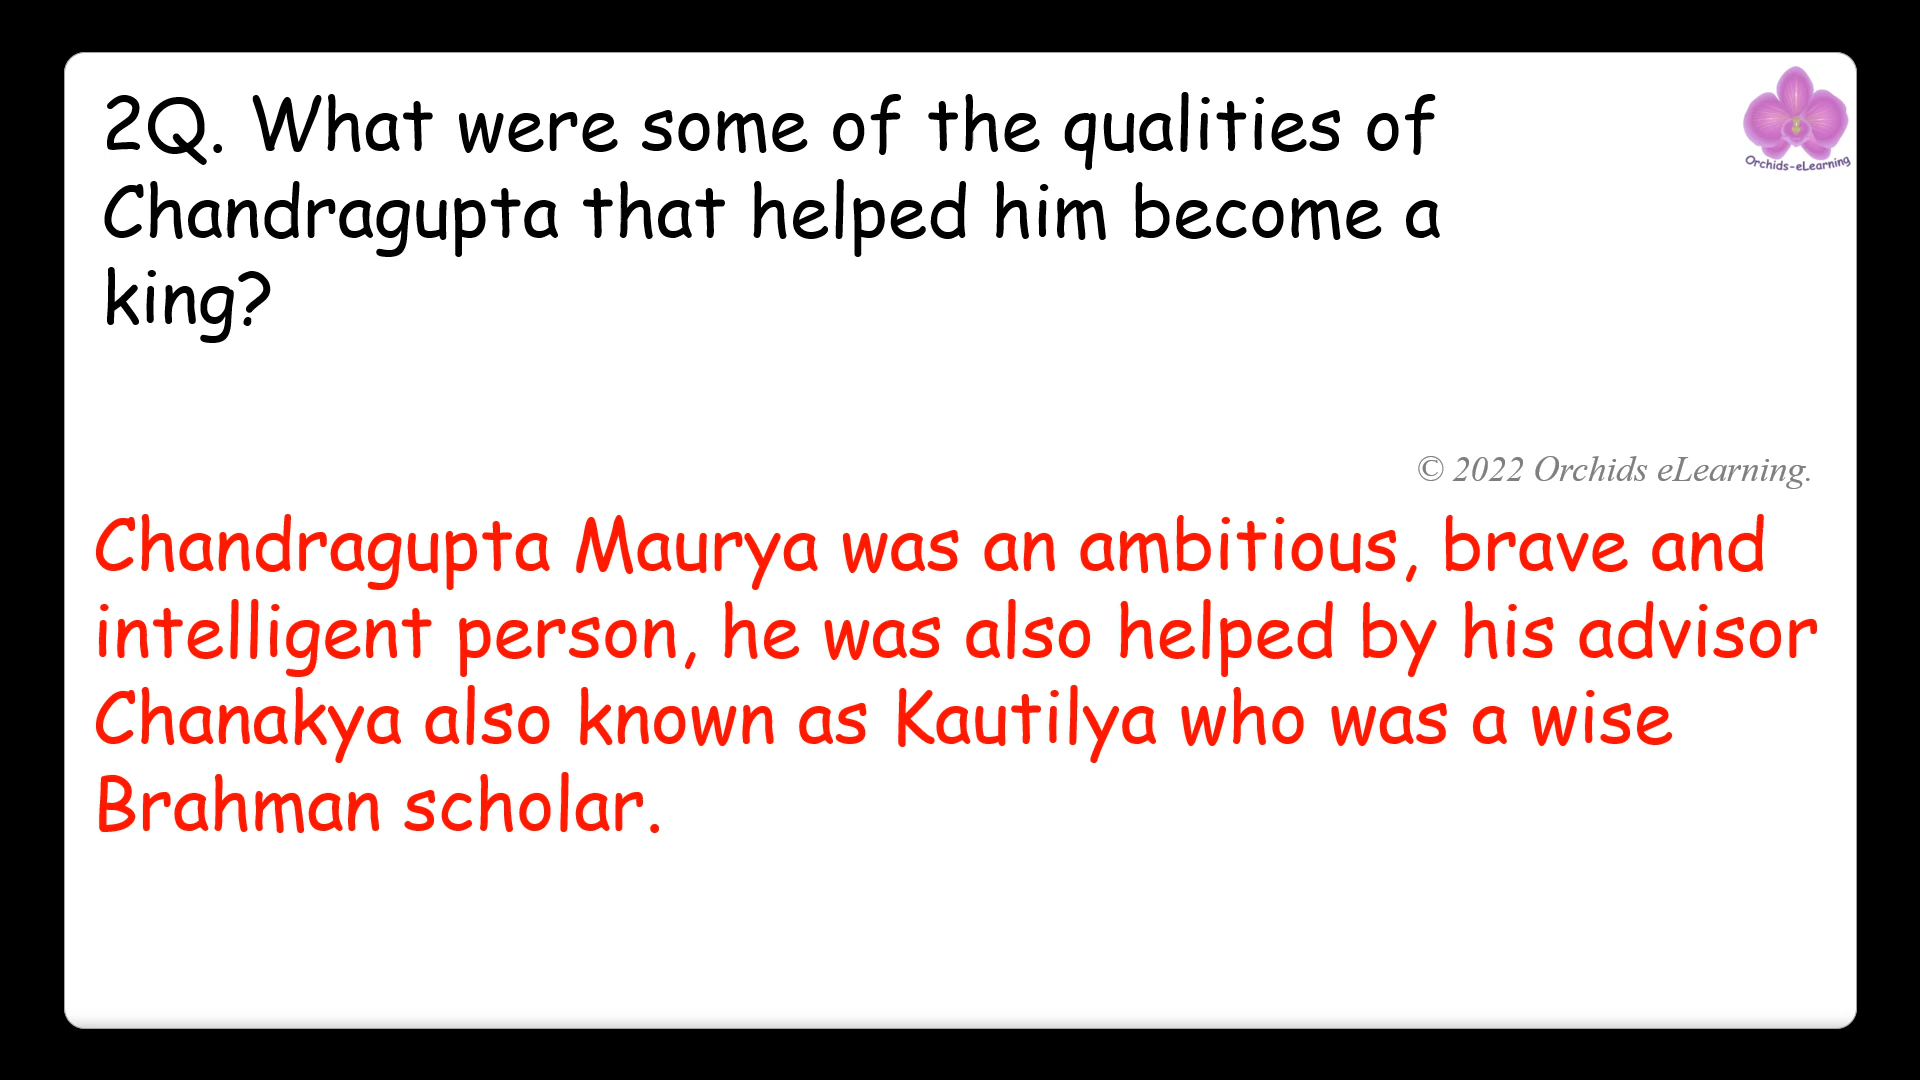 2Q. What were some of the qualities of
Chandragupta that helped him become a
king?
Orchids-eLearning
© 2022 Orchids eLearning.
Chandragupta Maurya was an ambitious, brave and
intelligent person, he was also helped by his advisor
Chanakya also known as Kautilya who was a wise
Brahman scholar.